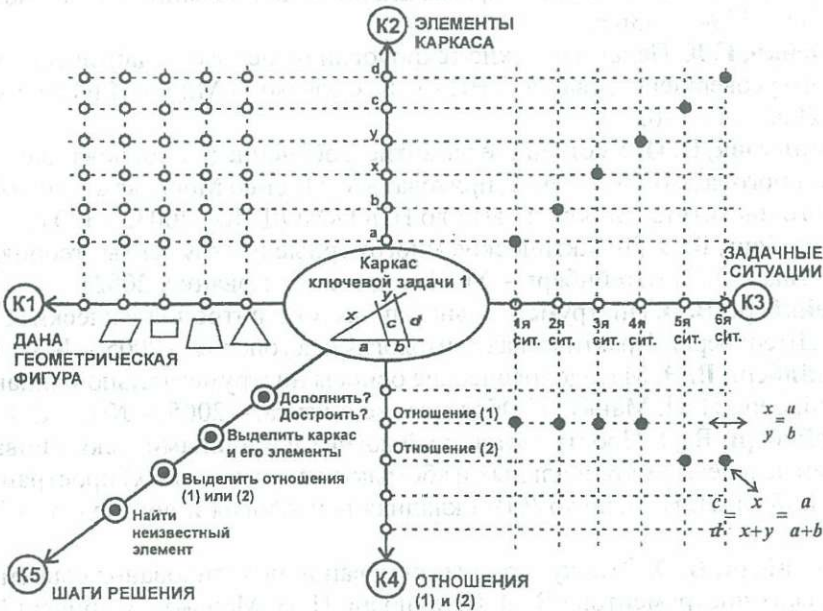 К2
ЭЛЕМЕНТЫ
КАРКАСА
d
c
y
x
b
a
Каркас
ключевой задачи 1
y
x
c
d
a
b
К1
ДАНА
ГЕОМЕТРИЧЕСКАЯ
ФИГУРА
ЗАДАЧНЫЕ
СИТУАЦИИ
К3
1я
сит.
2я
сит.
3я
сит.
4я
сит.
5я
сит.
6я
сит.
Дополнить?
Достроить?
Выделить каркас
и его элементы
Выделить отношения
(1) или (2)
Найти
неизвестный
элемент
К5
ШАГИ РЕШЕНИЯ
Отношение (1)
Отношение (2)
x/y = a/b
c/d = x/x+y = a/a+b
К4
ОТНОШЕНИЯ
(1) и (2)